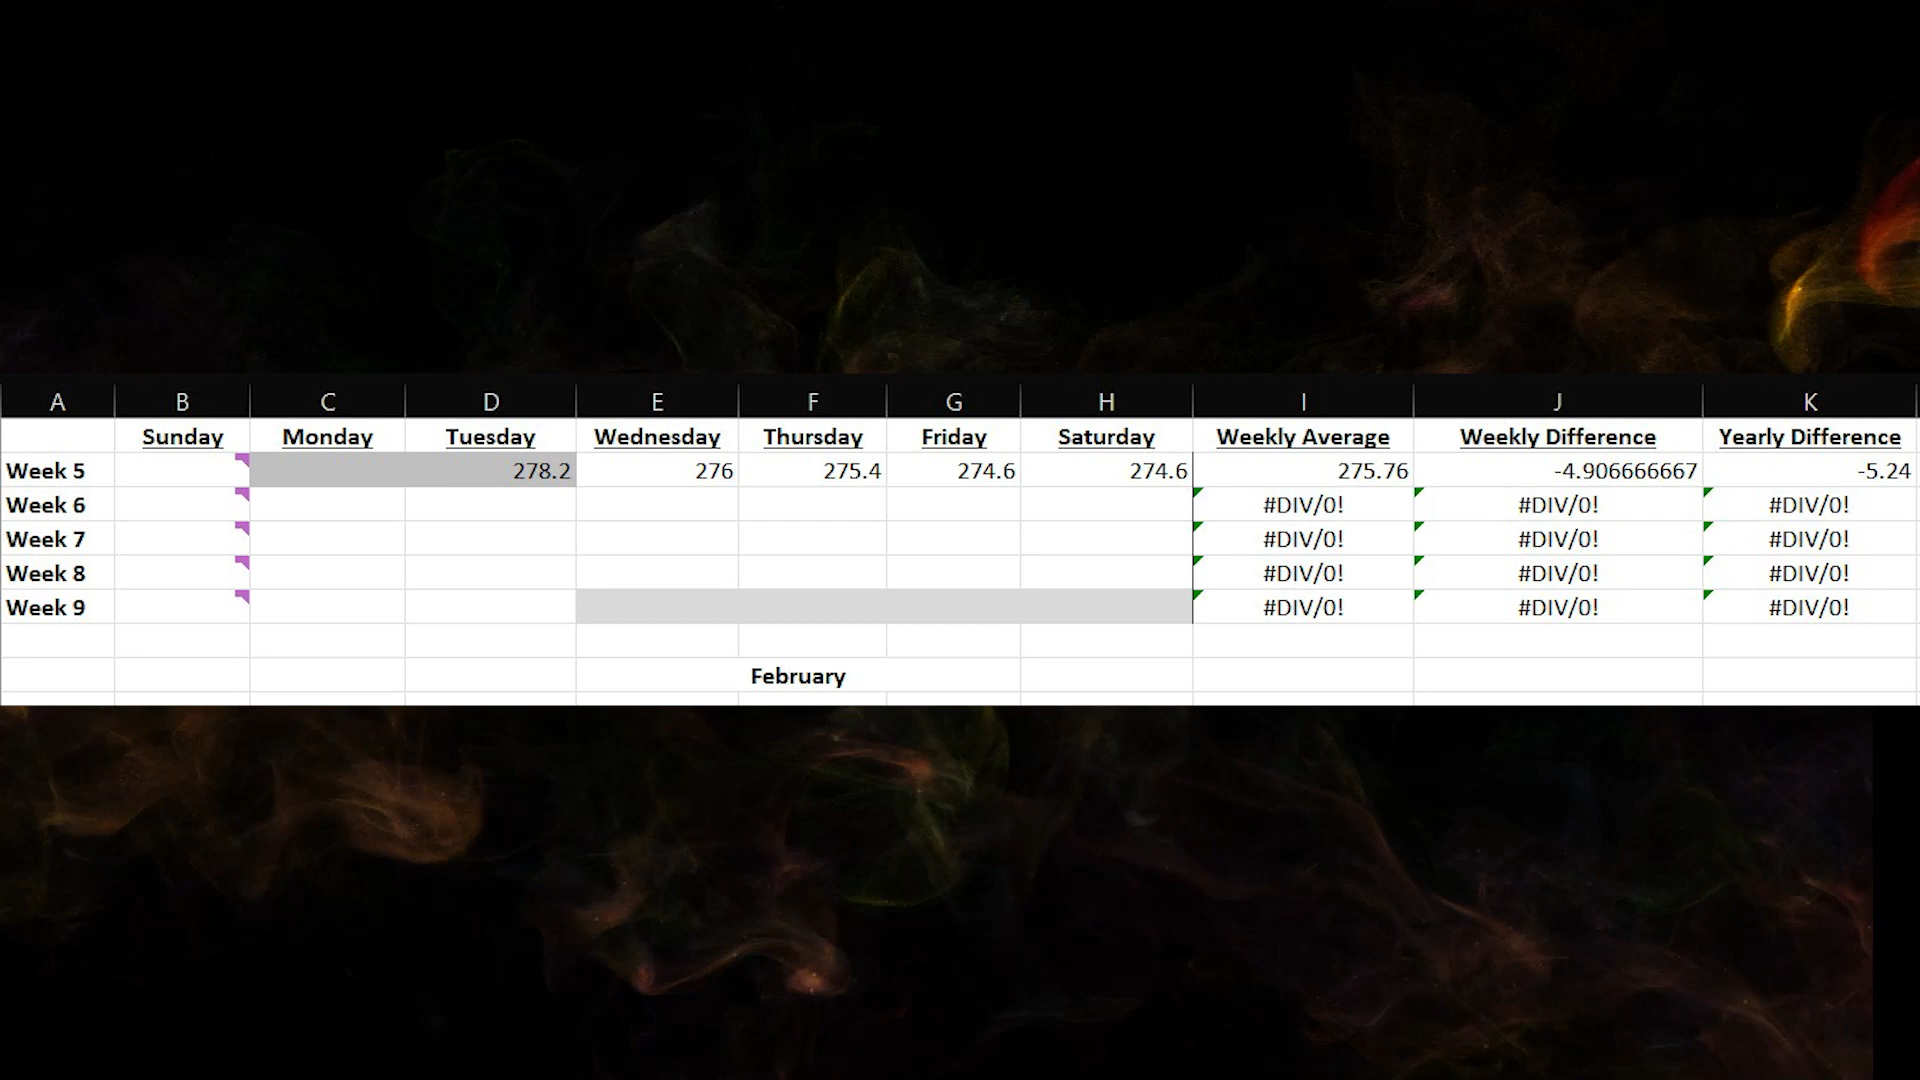 A B C D E F G H I J K
Sunday Monday Tuesday Wednesday Thursday Friday Saturday Weekly Average Weekly Difference Yearly Difference
Week 5 278.2 276 275.4 274.6 274.6 275.76 -4.906666667 -5.24
Week 6 #DIV/0! #DIV/0! #DIV/0!
Week 7 #DIV/0! #DIV/0! #DIV/0!
Week 8 #DIV/0! #DIV/0! #DIV/0!
Week 9 #DIV/0! #DIV/0! #DIV/0!
February